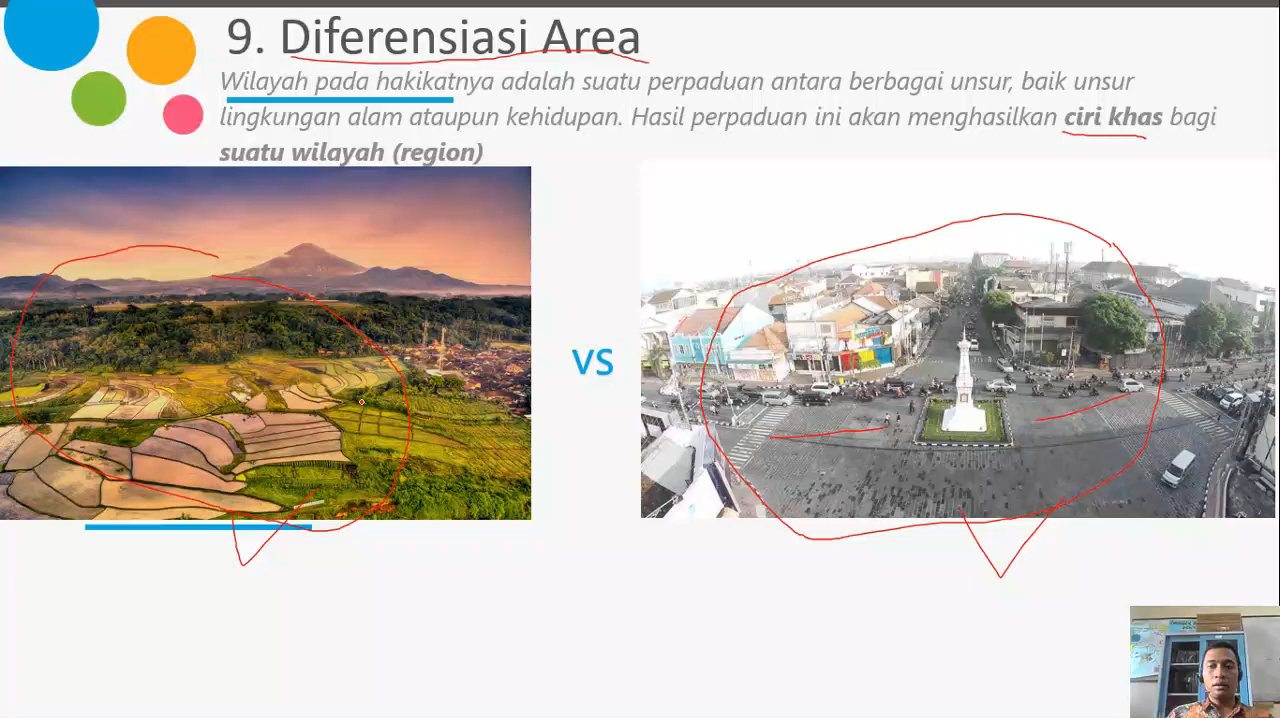 9. Diferensiasi Area
Wilayah pada hakikatnya adalah suatu perpaduan antara berbagai unsur, baik unsur
lingkungan alam ataupun kehidupan. Hasil perpaduan ini akan menghasilkan ciri khas bagi
suatu wilayah (region)
VS